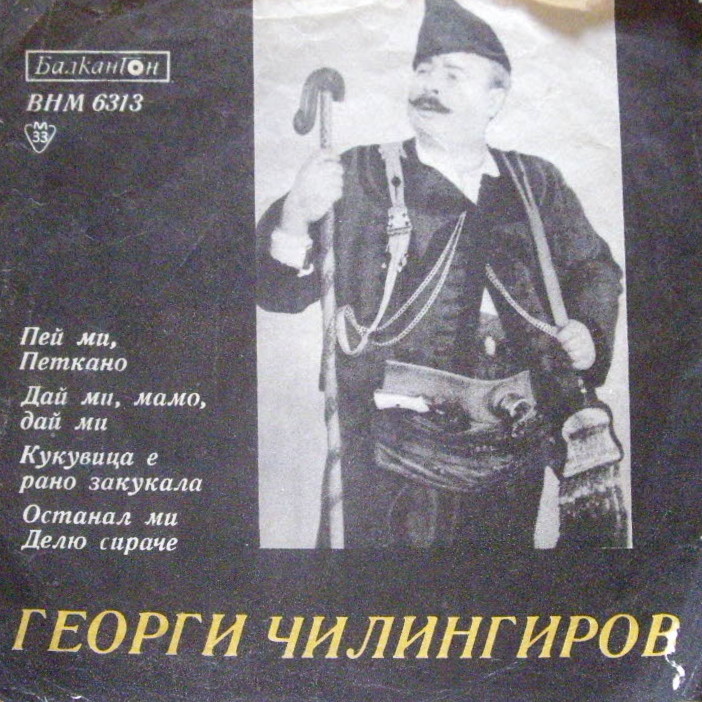 Балкантон
ВНМ 6313
М
33
Пей ми,
Петкано
Дай ми, мамо,
дай ми
Кукувица е
рано закукала
Останал ми
Делю сираче
ГЕОРГИ ЧИЛИНГИРОВ